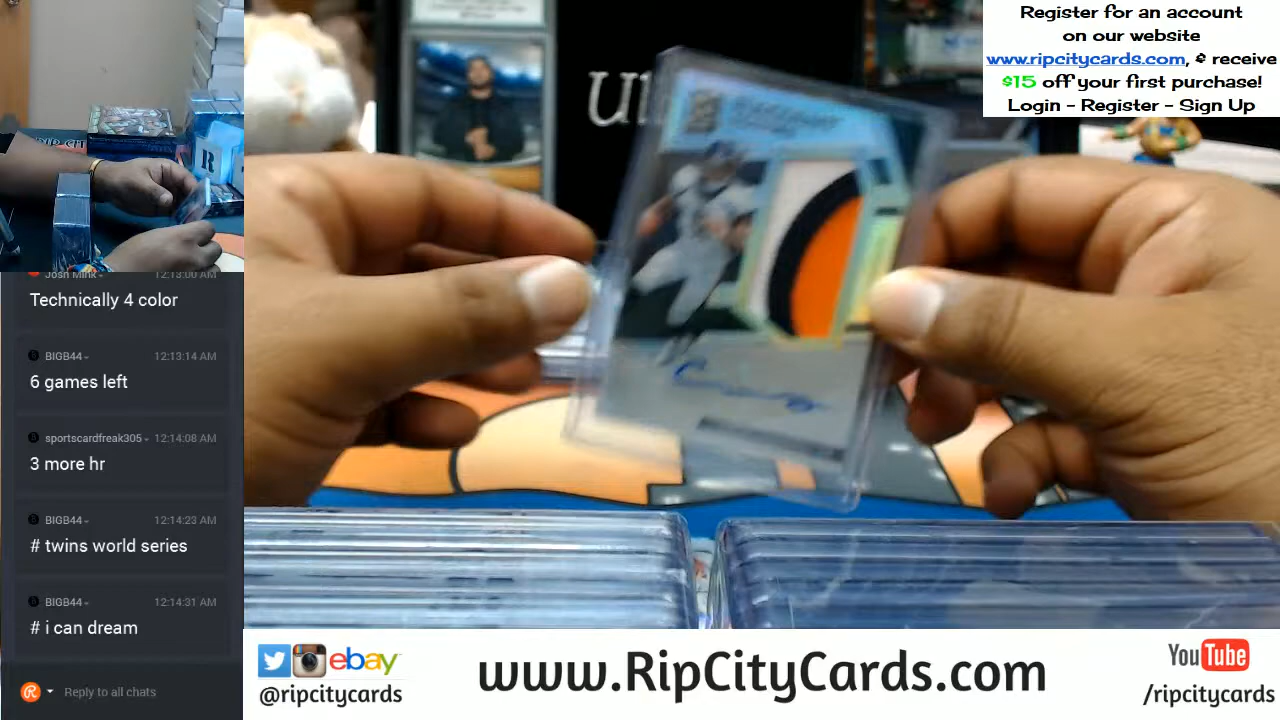 Register for an account
on our website
www.ripcitycards.com, & receive
$15 off your first purchase!
Login - Register - Sign Up
Josh Mink 12:13:00 AM
Technically 4 color
BIGB44 12:13:14 AM
6 games left
sportscardfreak305 12:14:08 AM
3 more hr
BIGB44 12:14:23 AM
# twins world series
BIGB44 12:14:31 AM
# i can dream
Reply to all chats
ebay
@ripcitycards
www.RipCityCards.com
YouTube
/ripcitycards